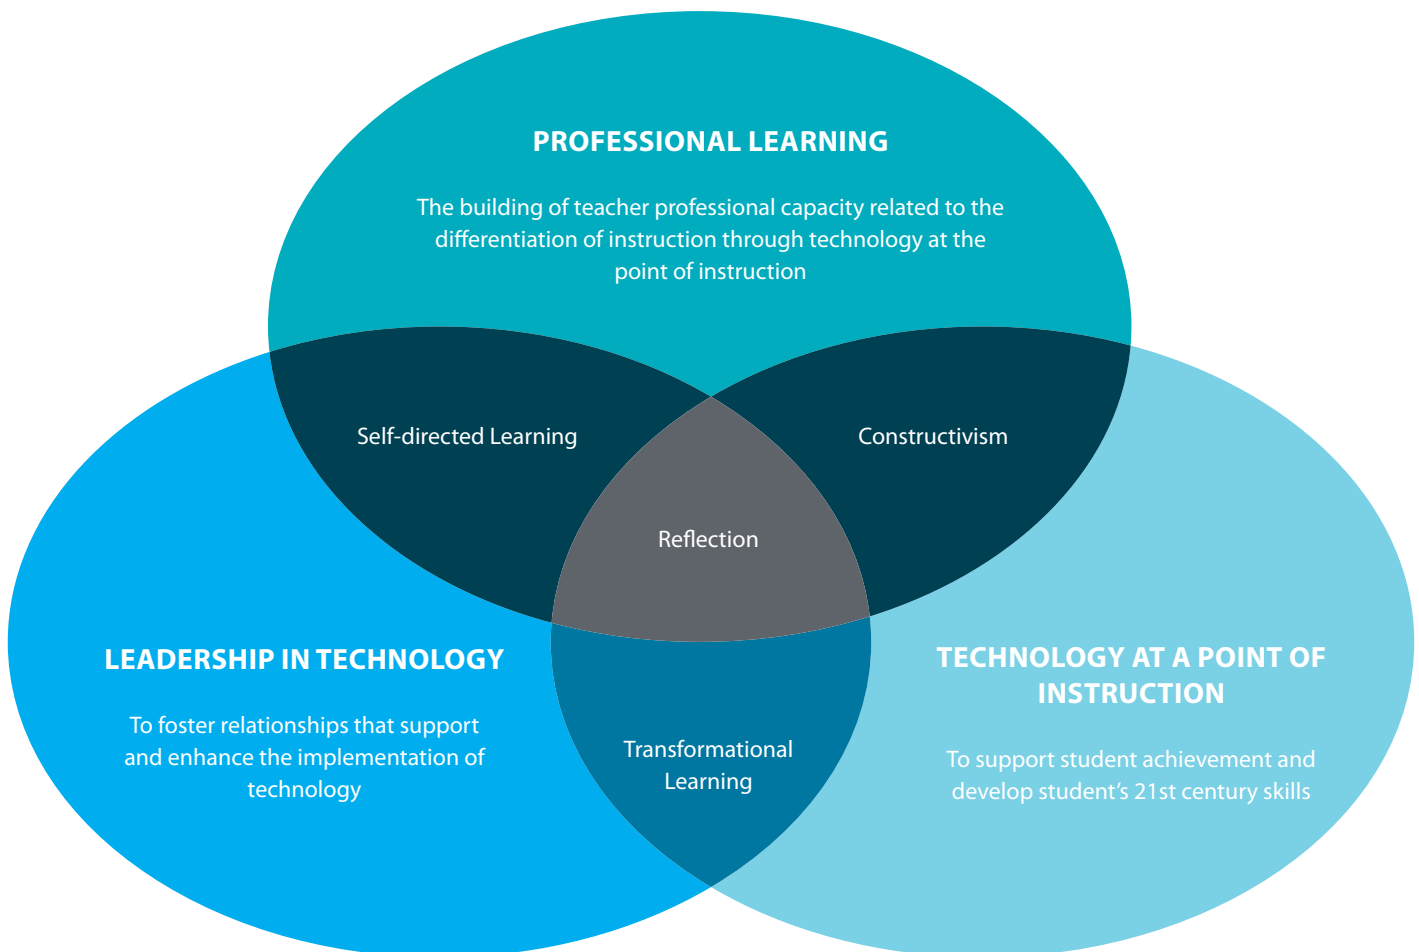 PROFESSIONAL LEARNING
The building of teacher professional capacity related to the
differentiation of instruction through technology at the
point of instruction
Self-directed Learning
Constructivism
Reflection
LEADERSHIP IN TECHNOLOGY
To foster relationships that support
and enhance the implementation of
technology
Transformational
Learning
TECHNOLOGY AT A POINT OF
INSTRUCTION
To support student achievement and
develop student’s 21st century skills